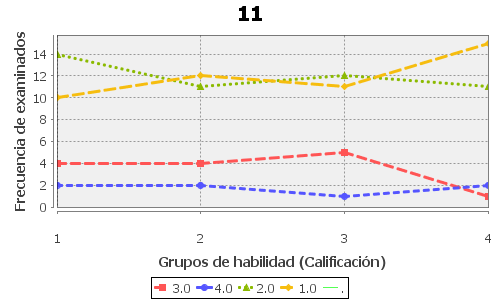 11
Frecuencia de examinados
14
12
10
8
6
4
2
0
1 2 3 4
Grupos de habilidad (Calificación)
3.0 4.0 2.0 1.0 .